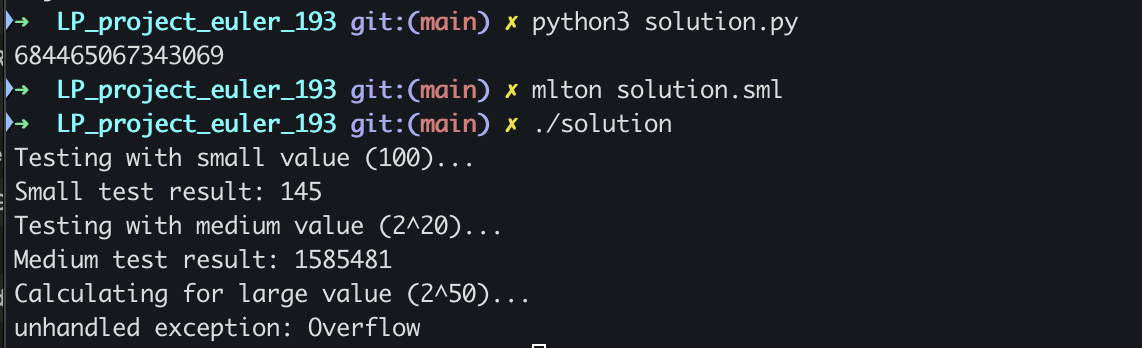 ➜ LP_project_euler_193 git:(main) ✗ python3 solution.py
684465067343069
➜ LP_project_euler_193 git:(main) ✗ mlton solution.sml
➜ LP_project_euler_193 git:(main) ✗ ./solution
Testing with small value (100)...
Small test result: 145
Testing with medium value (2^20)...
Medium test result: 1585481
Calculating for large value (2^50)...
unhandled exception: Overflow